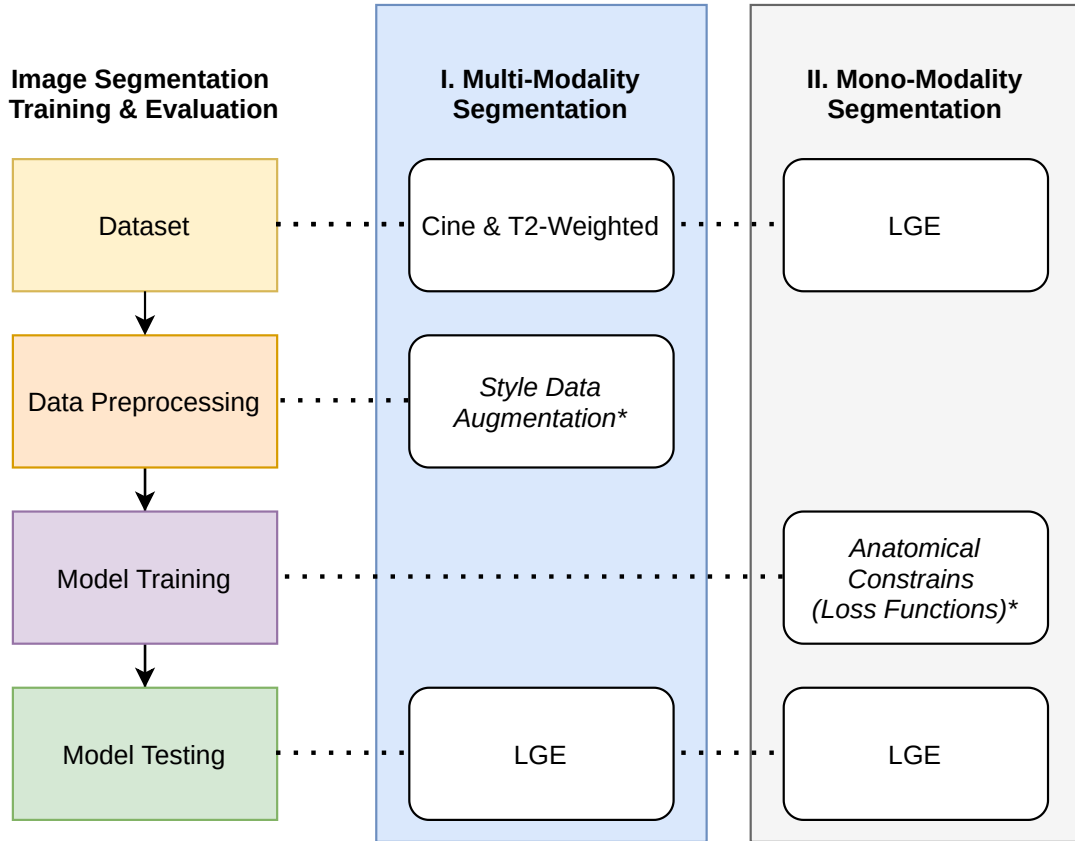 Image Segmentation
Training & Evaluation
I. Multi-Modality
Segmentation
II. Mono-Modality
Segmentation
Dataset
Cine & T2-Weighted
LGE
Data Preprocessing
Style Data
Augmentation*
Model Training
Anatomical
Constrains
(Loss Functions)*
Model Testing
LGE
LGE